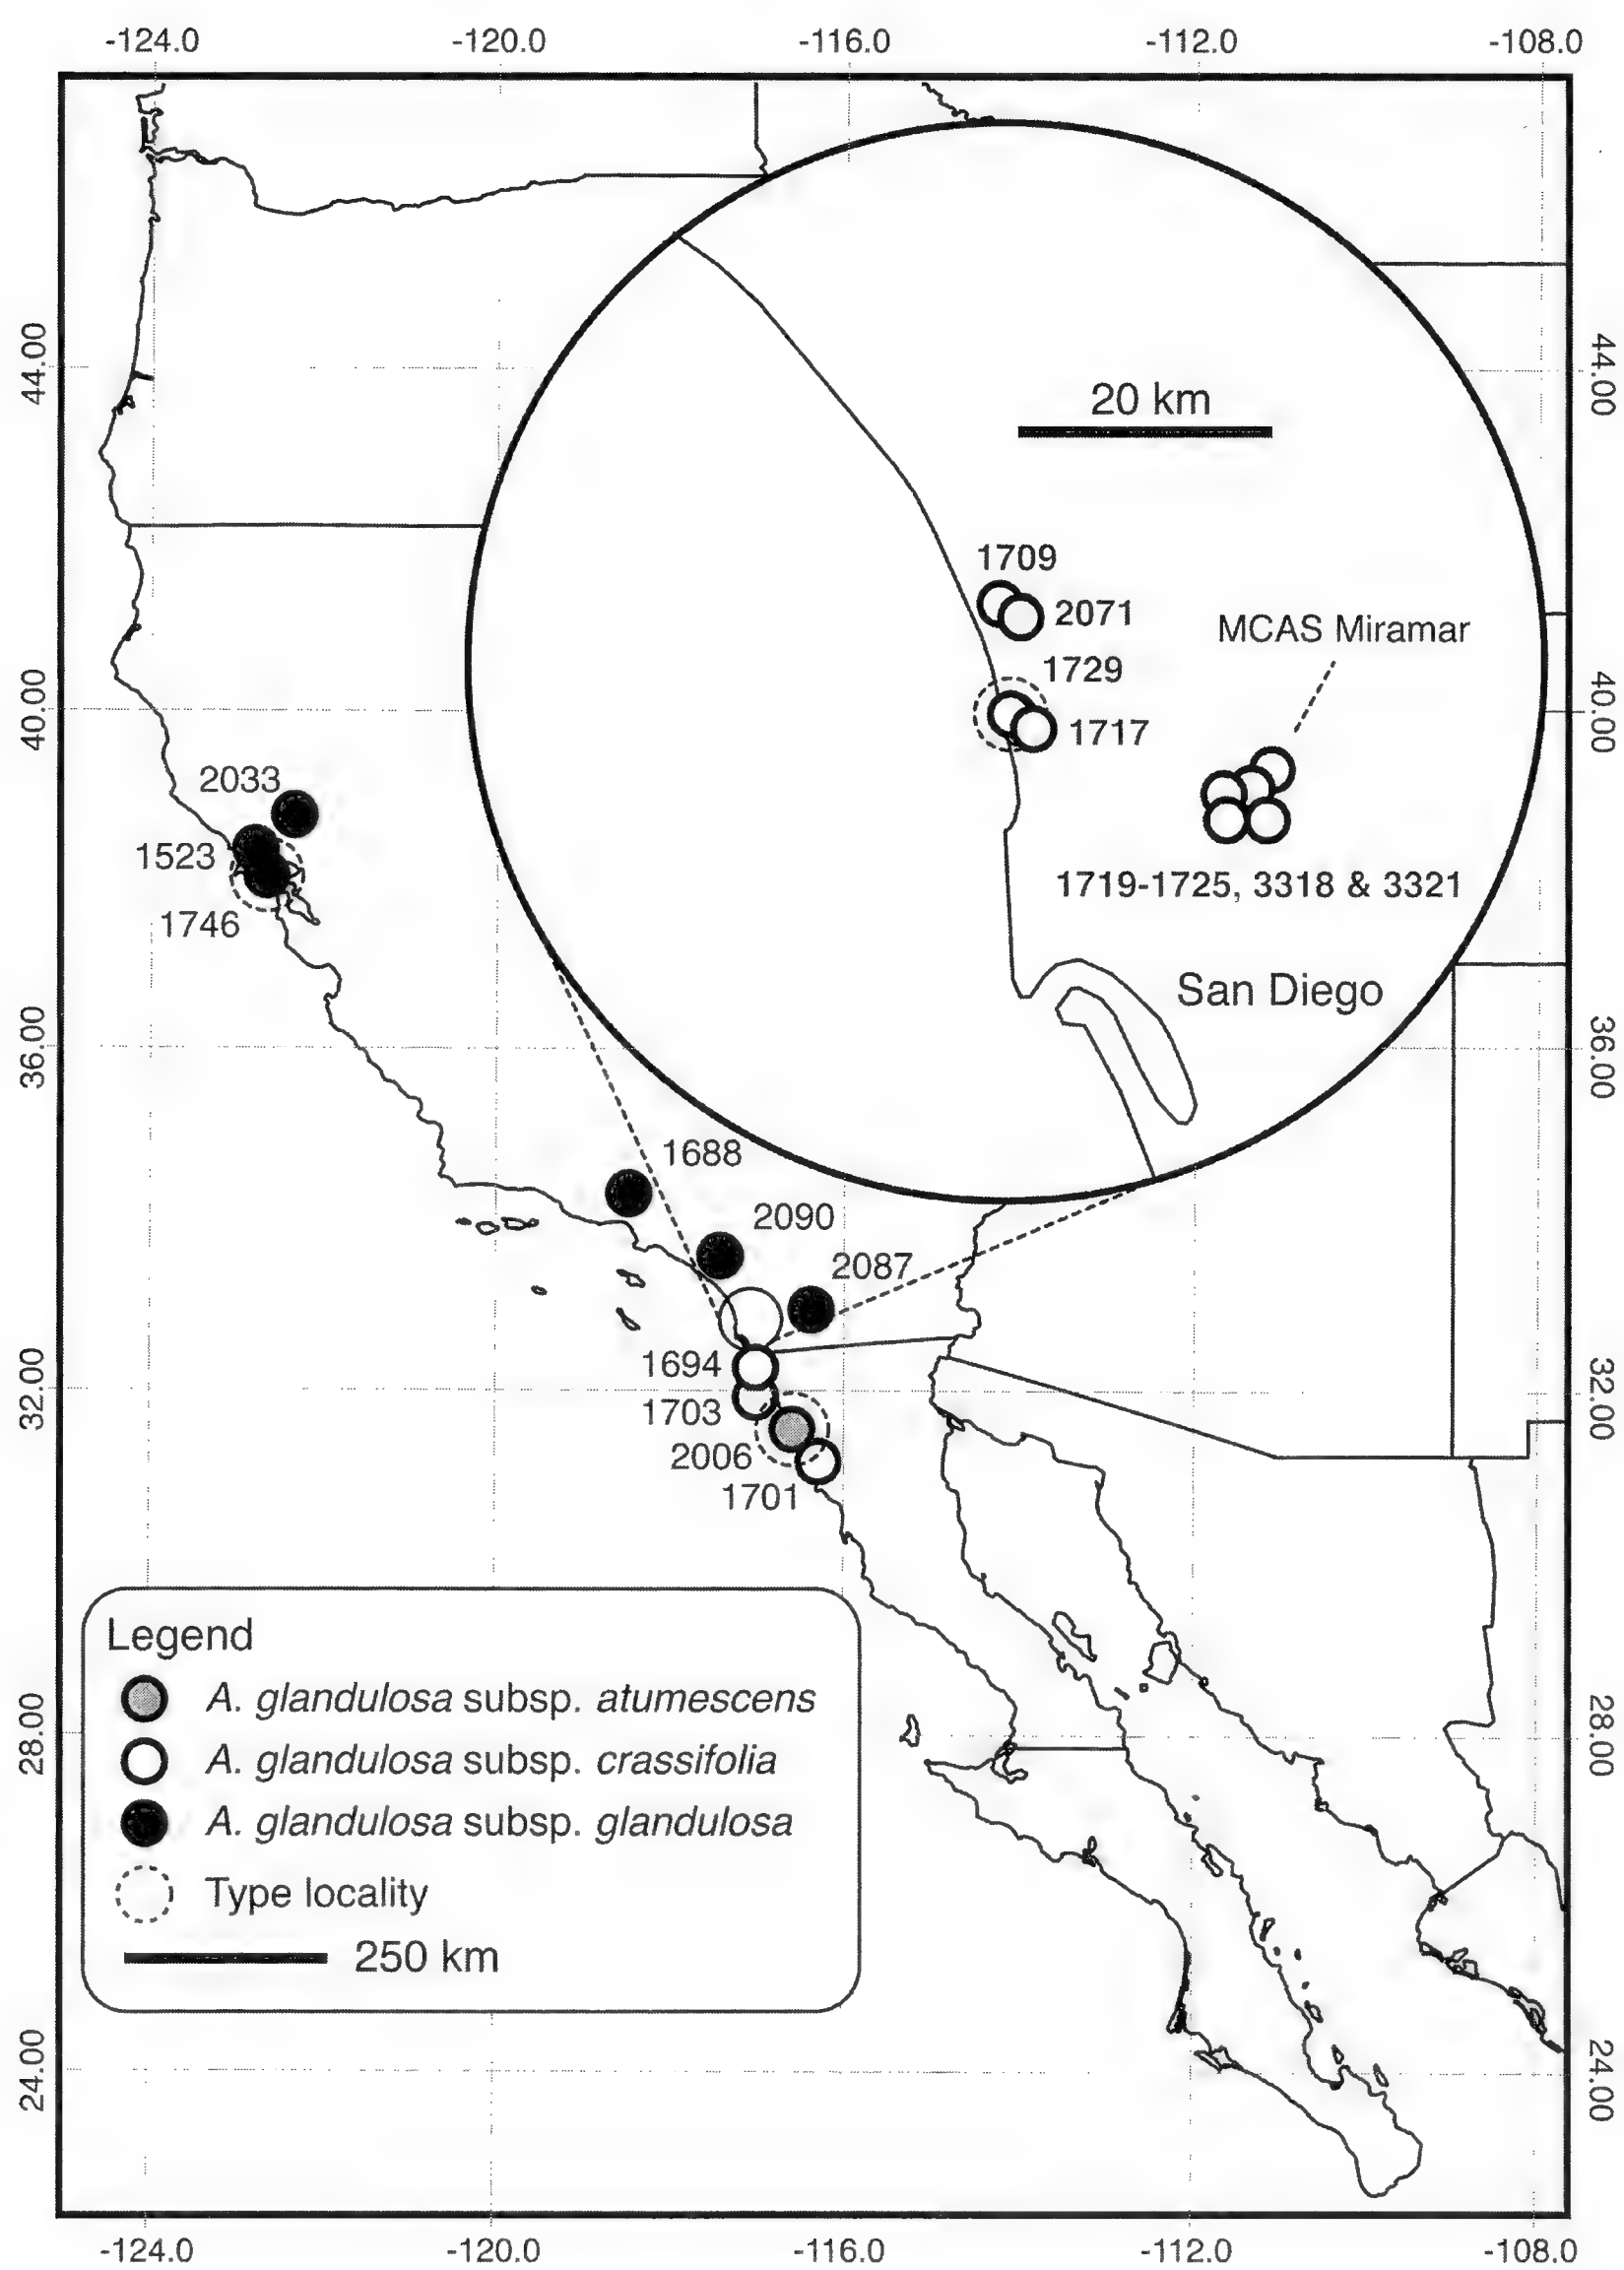 -124.0 -120.0 -116.0 -112.0 -108.0
44.00
44.00
20 km
1709
2071
MCAS Miramar
1729
1717
40.00
40.00
2033
1523
1746
1719-1725, 3318 & 3321
San Diego
36.00
36.00
1688
2090
2087
1694
1703
2006
1701
32.00
32.00
Legend
A. glandulosa subsp. atumescens
A. glandulosa subsp. crassifolia
A. glandulosa subsp. glandulosa
Type locality
250 km
28.00
28.00
24.00
24.00
-124.0 -120.0 -116.0 -112.0 -108.0